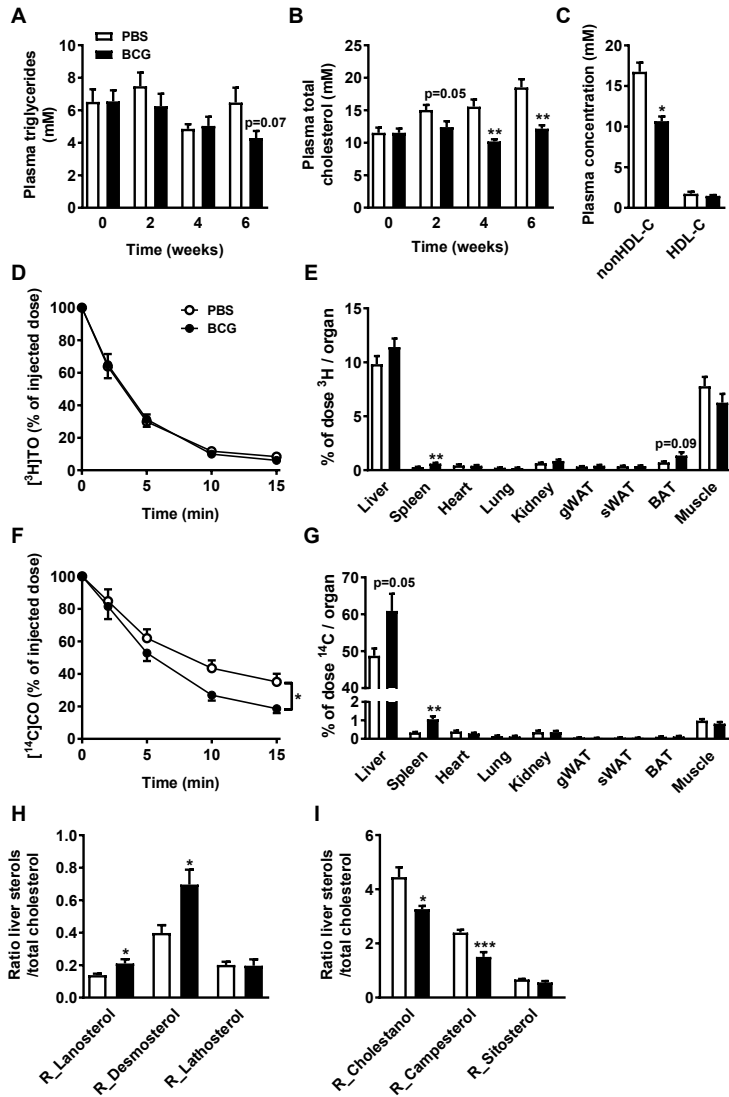 A
PBS
BCG
Plasma triglycerides
(mM)
10
8
6
4
2
0
p=0.07
0 2 4 6
Time (weeks)
B
Plasma total
cholesterol (mM)
25
20
15
10
5
0
p=0.05
**
**
0 2 4 6
Time (weeks)
C
Plasma concentration (mM)
20
15
10
5
0
*
nonHDL-C
HDL-C
D
PBS
BCG
[³H]TO (% of injected dose)
100
80
60
40
20
0
0 5 10 15
Time (min)
E
% of dose ³H / organ
15
10
5
0
**
p=0.09
Liver
Spleen
Heart
Lung
Kidney
gWAT
sWAT
BAT
Muscle
F
[¹⁴C]CO (% of injected dose)
100
80
60
40
20
0
*
0 5 10 15
Time (min)
G
% of dose ¹⁴C / organ
70
60
50
40
2
1
0
p=0.05
**
Liver
Spleen
Heart
Lung
Kidney
gWAT
sWAT
BAT
Muscle
H
Ratio liver sterols
/total cholesterol
1.0
0.8
0.6
0.4
0.2
0.0
*
*
R_Lanosterol
R_Desmosterol
R_Lathosterol
I
Ratio liver sterols
/total cholesterol
6
4
2
0
*
***
R_Cholestanol
R_Campesterol
R_Sitosterol